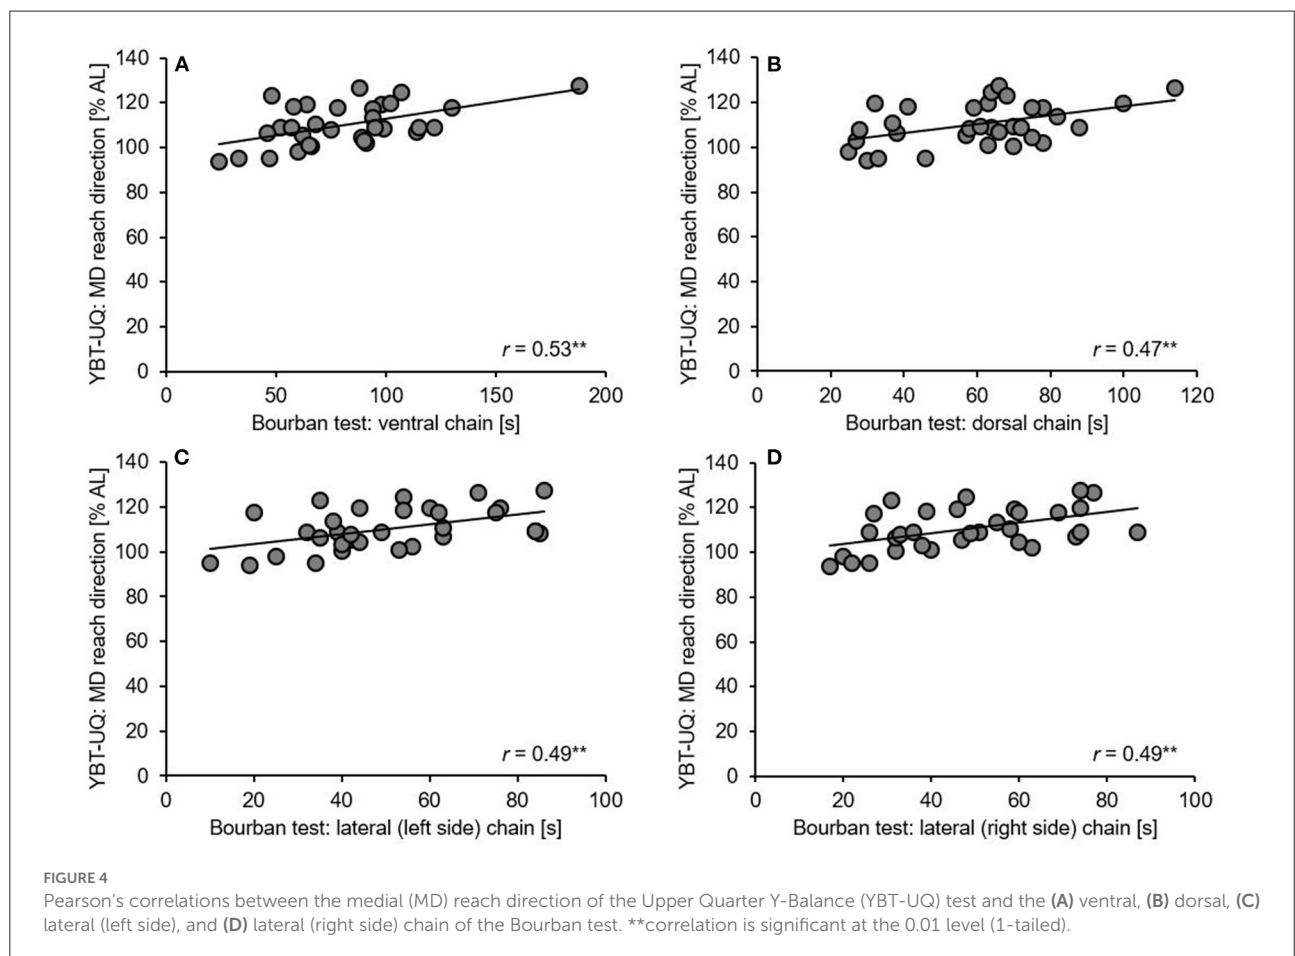 A
YBT-UQ: MD reach direction [% AL]
140
120
100
80
60
40
20
0
r = 0.53**
0 50 100 150 200
Bourban test: ventral chain [s]
B
YBT-UQ: MD reach direction [% AL]
140
120
100
80
60
40
20
0
r = 0.47**
0 20 40 60 80 100 120
Bourban test: dorsal chain [s]
C
YBT-UQ: MD reach direction [% AL]
140
120
100
80
60
40
20
0
r = 0.49**
0 20 40 60 80 100
Bourban test: lateral (left side) chain [s]
D
YBT-UQ: MD reach direction [% AL]
140
120
100
80
60
40
20
0
r = 0.49**
0 20 40 60 80 100
Bourban test: lateral (right side) chain [s]
FIGURE 4
Pearson's correlations between the medial (MD) reach direction of the Upper Quarter Y-Balance (YBT-UQ) test and the (A) ventral, (B) dorsal, (C)
lateral (left side), and (D) lateral (right side) chain of the Bourban test. **correlation is significant at the 0.01 level (1-tailed).